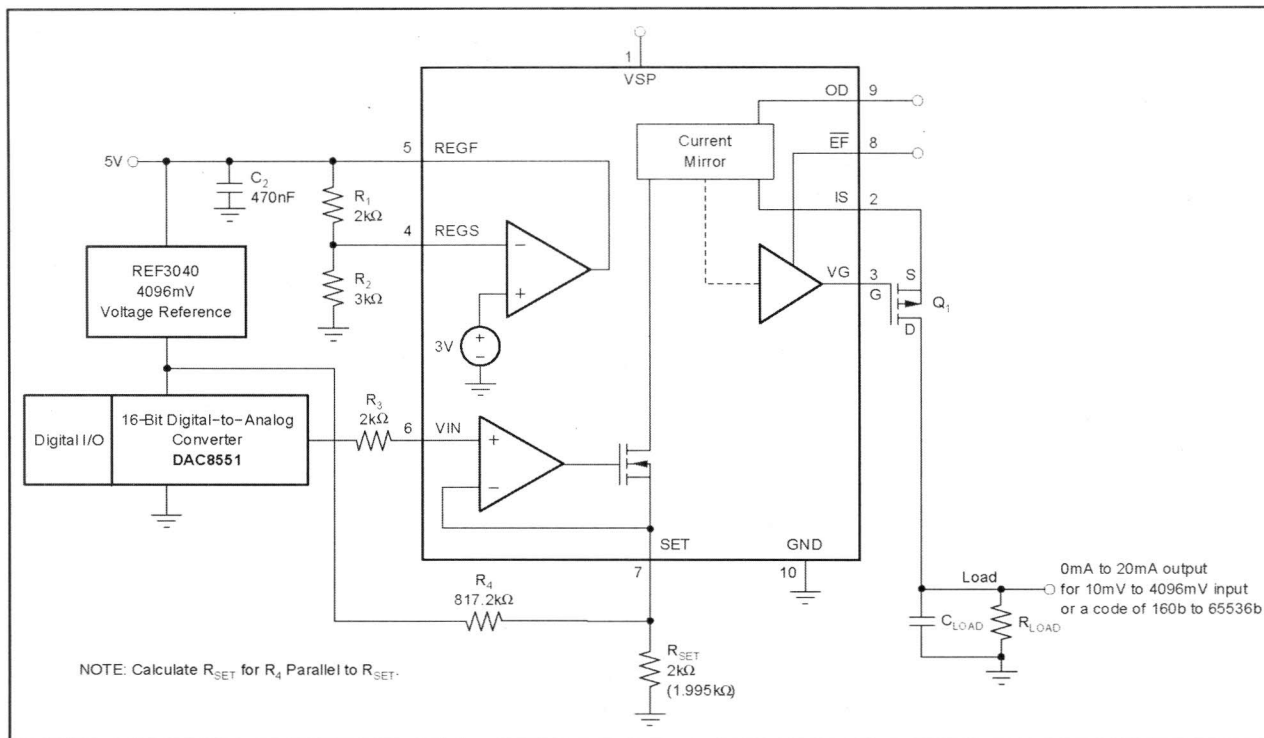 1
VSP
OD 9
Current
Mirror
EF 8
5V
5 REGF
C2
470nF
R1
2kΩ
IS 2
4 REGS
−
REF3040
4096mV
Voltage Reference
R2
3kΩ
+
VG 3
G
S
Q1
D
3V
+
−
R3
2kΩ
Digital I/O
16-Bit Digital-to-Analog
Converter
DAC8551
6 VIN
+
−
SET
GND
7
10
R4
817.2kΩ
Load
0mA to 20mA output
for 10mV to 4096mV input
or a code of 160b to 65536b
CLOAD
RLOAD
RSET
2kΩ
(1.995kΩ)
NOTE: Calculate RSET for R4 Parallel to RSET.